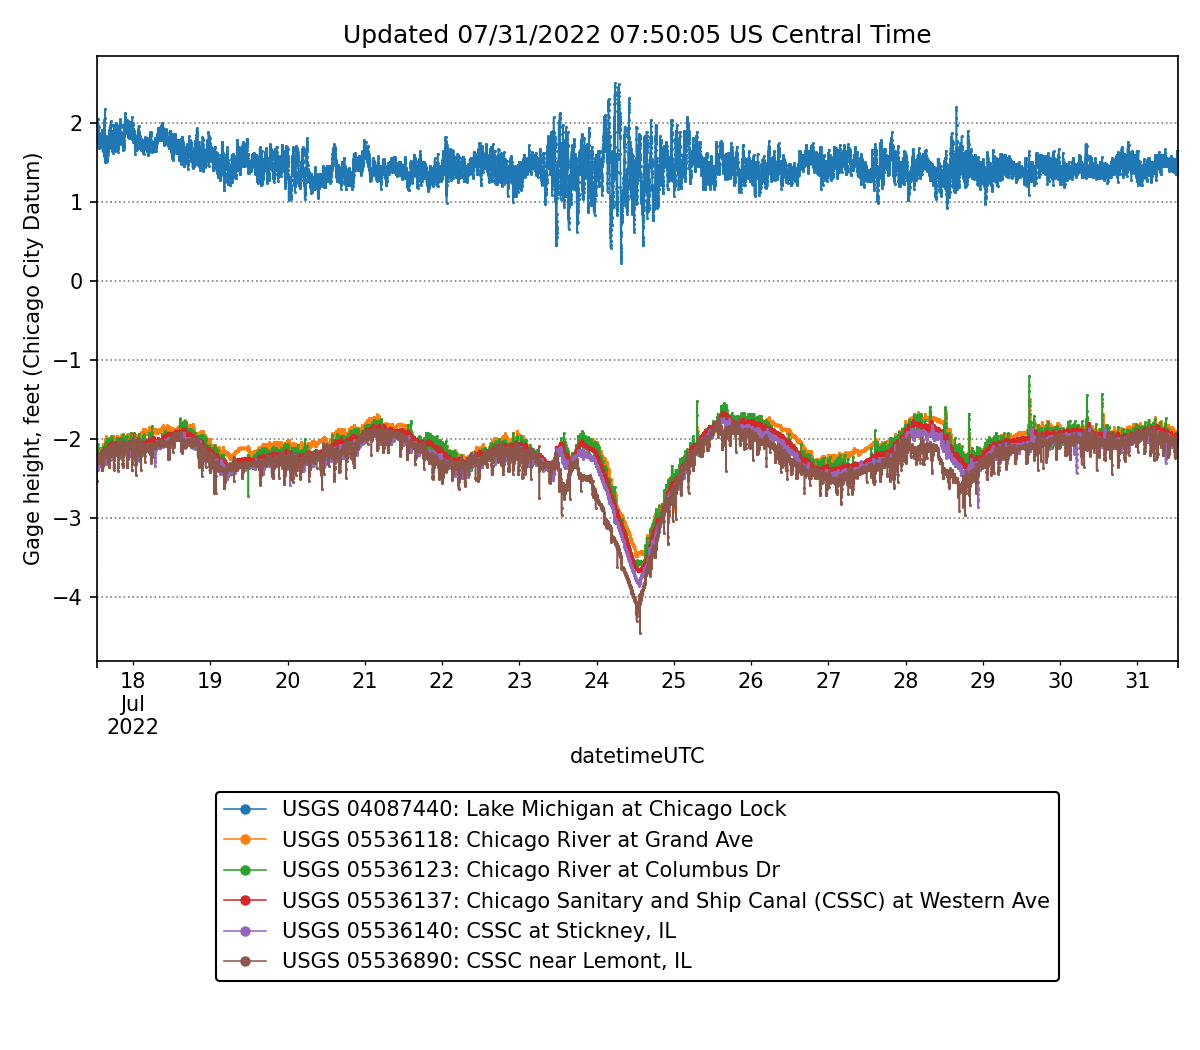 Updated 07/31/2022 07:50:05 US Central Time
Gage height, feet (Chicago City Datum)
2
1
0
−1
−2
−3
−4
18 19 20 21 22 23 24 25 26 27 28 29 30 31
Jul
2022
datetimeUTC
USGS 04087440: Lake Michigan at Chicago Lock
USGS 05536118: Chicago River at Grand Ave
USGS 05536123: Chicago River at Columbus Dr
USGS 05536137: Chicago Sanitary and Ship Canal (CSSC) at Western Ave
USGS 05536140: CSSC at Stickney, IL
USGS 05536890: CSSC near Lemont, IL